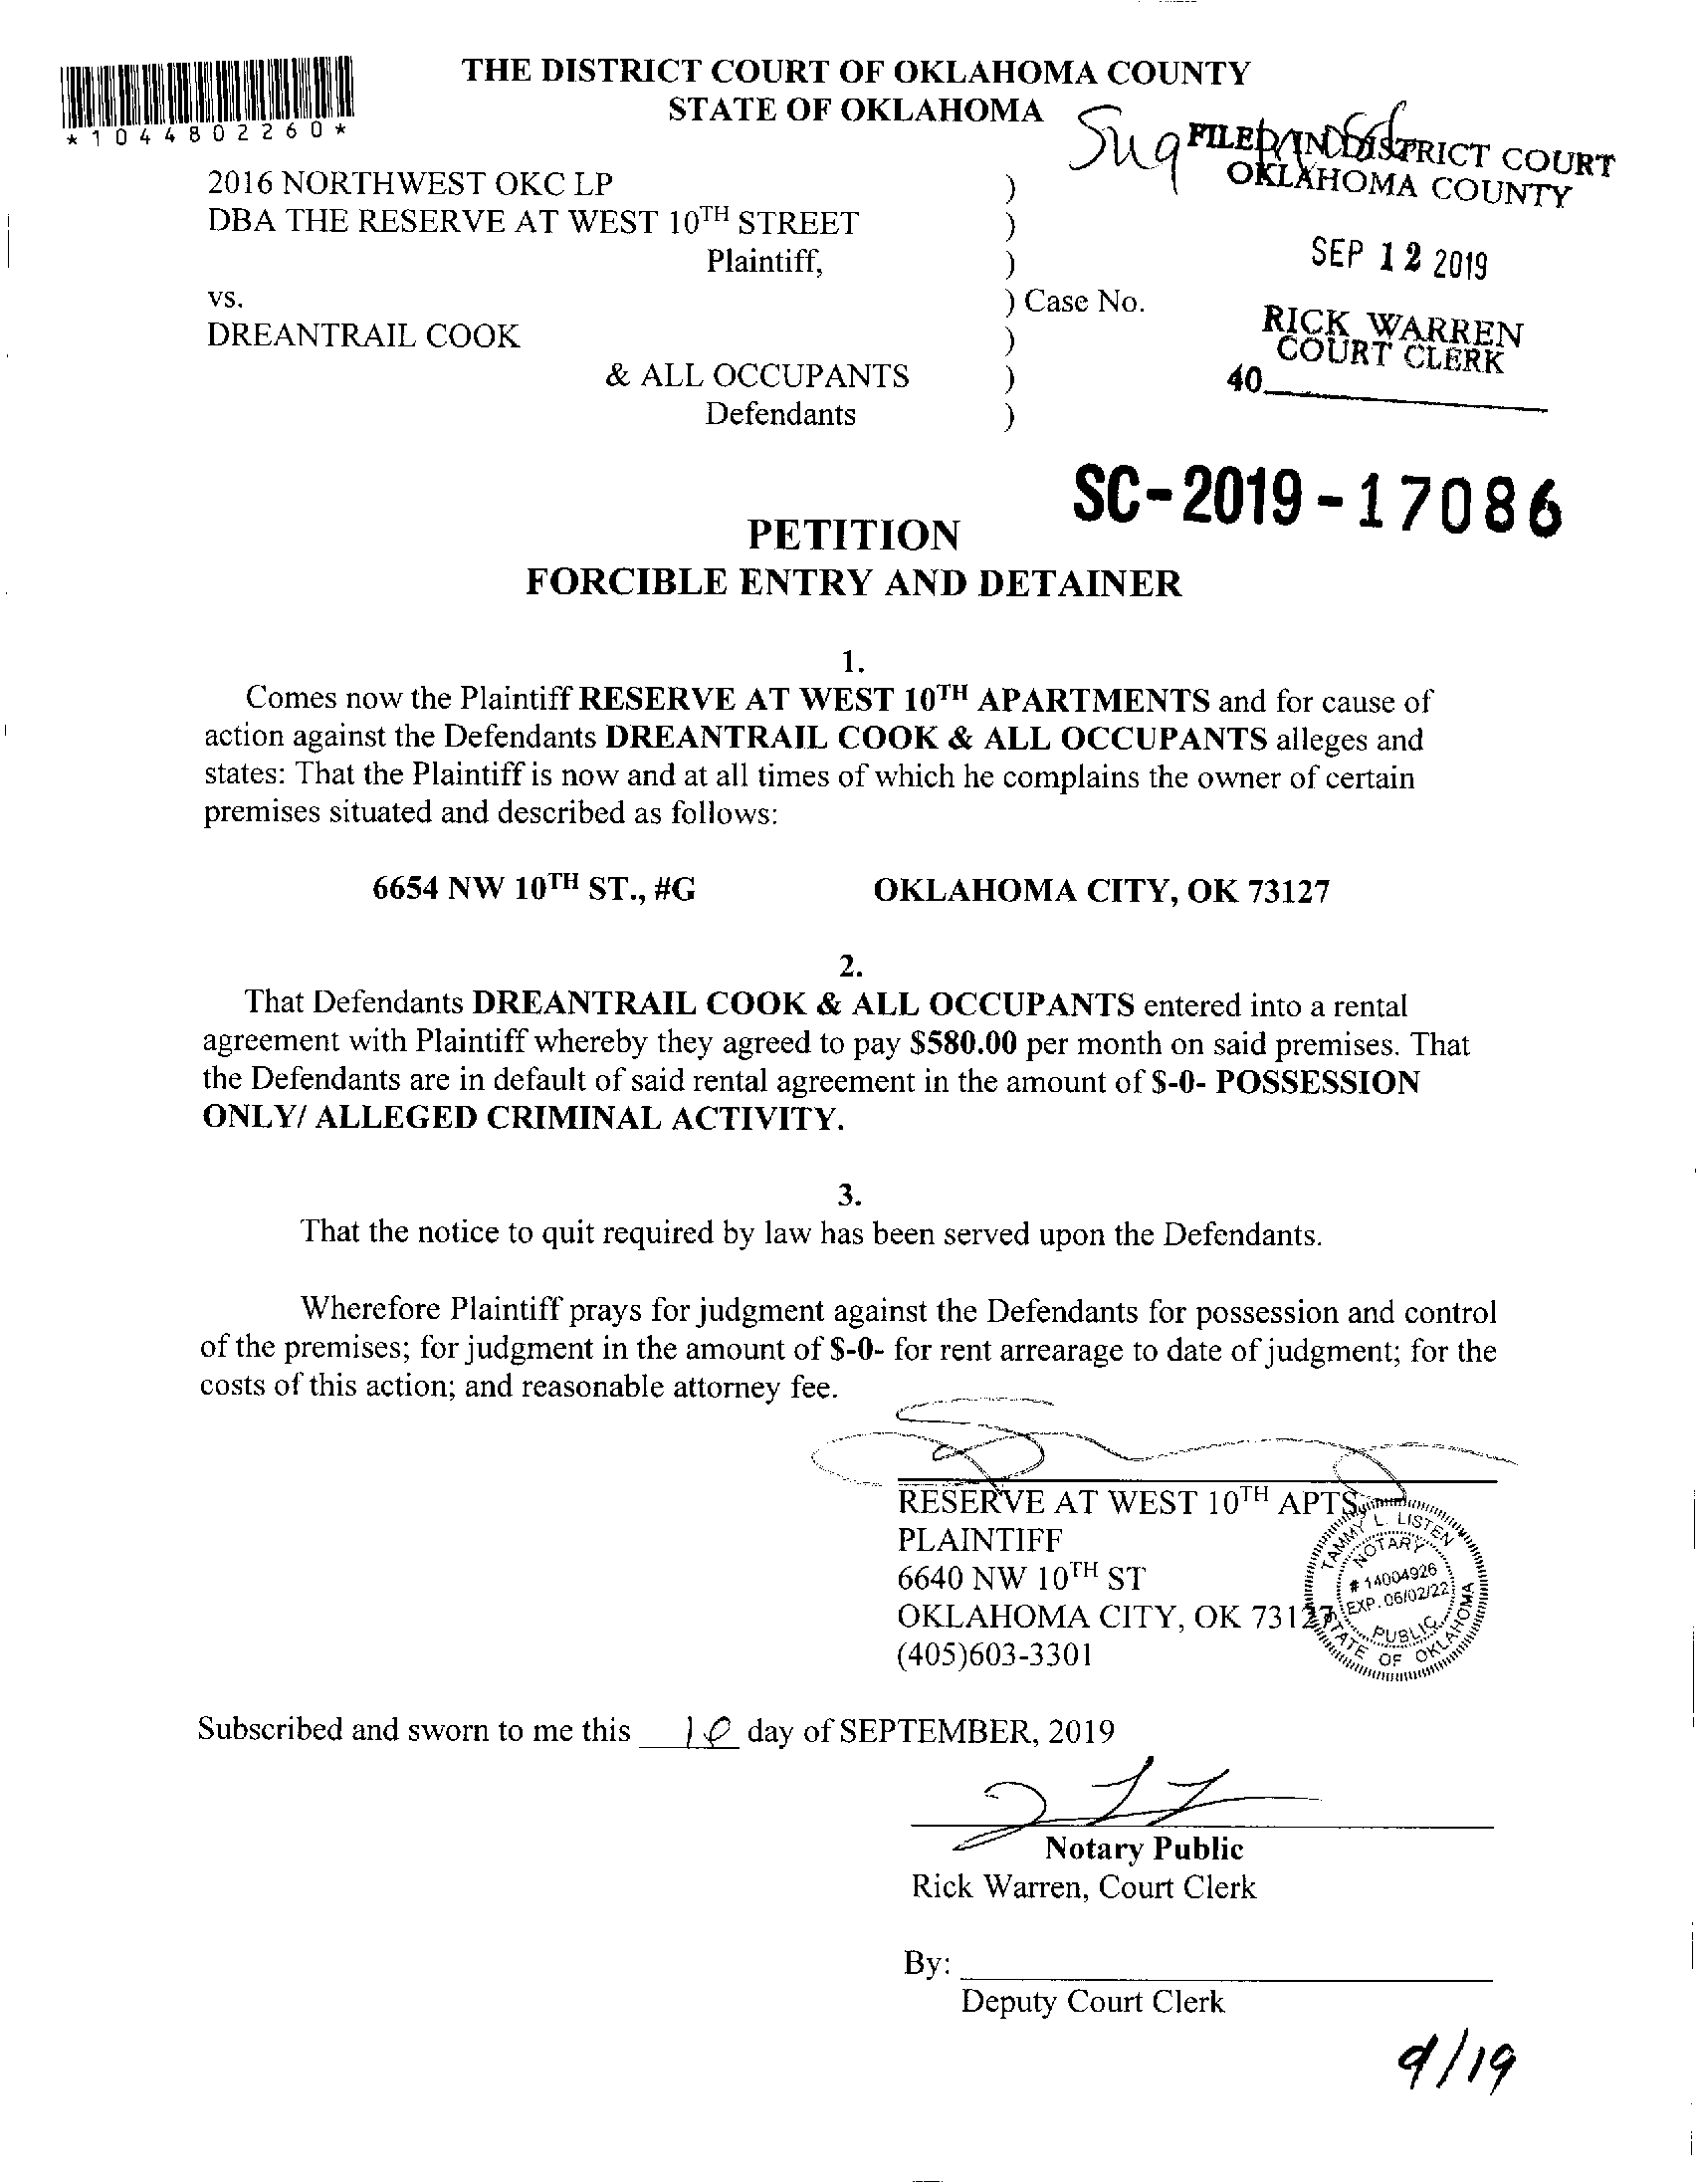 THE DISTRICT COURT OF OKLAHOMA COUNTY
STATE OF OKLAHOMA
*1044802260*
FILED IN DISTRICT COURT
OKLAHOMA COUNTY
SEP 12 2019
RICK WARREN
COURT CLERK
40
2016 NORTHWEST OKC LP )
DBA THE RESERVE AT WEST 10TH STREET )
Plaintiff, )
vs. ) Case No.
DREANTRAIL COOK )
& ALL OCCUPANTS )
Defendants )
SC-2019-17086
PETITION
FORCIBLE ENTRY AND DETAINER
1.
Comes now the Plaintiff RESERVE AT WEST 10TH APARTMENTS and for cause of
action against the Defendants DREANTRAIL COOK & ALL OCCUPANTS alleges and
states: That the Plaintiff is now and at all times of which he complains the owner of certain
premises situated and described as follows:
6654 NW 10TH ST., #G OKLAHOMA CITY, OK 73127
2.
That Defendants DREANTRAIL COOK & ALL OCCUPANTS entered into a rental
agreement with Plaintiff whereby they agreed to pay $580.00 per month on said premises. That
the Defendants are in default of said rental agreement in the amount of $-0- POSSESSION
ONLY/ ALLEGED CRIMINAL ACTIVITY.
3.
That the notice to quit required by law has been served upon the Defendants.
Wherefore Plaintiff prays for judgment against the Defendants for possession and control
of the premises; for judgment in the amount of $-0- for rent arrearage to date of judgment; for the
costs of this action; and reasonable attorney fee.
RESERVE AT WEST 10TH APTS
PLAINTIFF
6640 NW 10TH ST
OKLAHOMA CITY, OK 73127
(405)603-3301
TAMMY L. LISTEN
NOTARY
# 14004926
EXP. 06/02/22
PUBLIC
STATE OF OKLAHOMA
Subscribed and sworn to me this day of SEPTEMBER, 2019
Notary Public
Rick Warren, Court Clerk
By:
Deputy Court Clerk
9/19